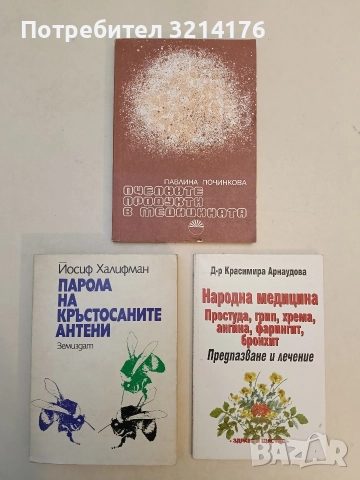 Потребител 3214176
ПАВЛИНА ПОЧИНКОВА
ПЧЕЛНИТЕ
ПРОДУКТИ
В МЕДИЦИНАТА
Йосиф Халифман
ПАРОЛА
НА
КРЪСТОСАНИТЕ
АНТЕНИ
Земиздат
Д-р Красимира Арнаудова
Народна медицина
Простуда, грип, хрема,
ангина, фарингит,
бронхит
Предпазване и лечение
BAZAR